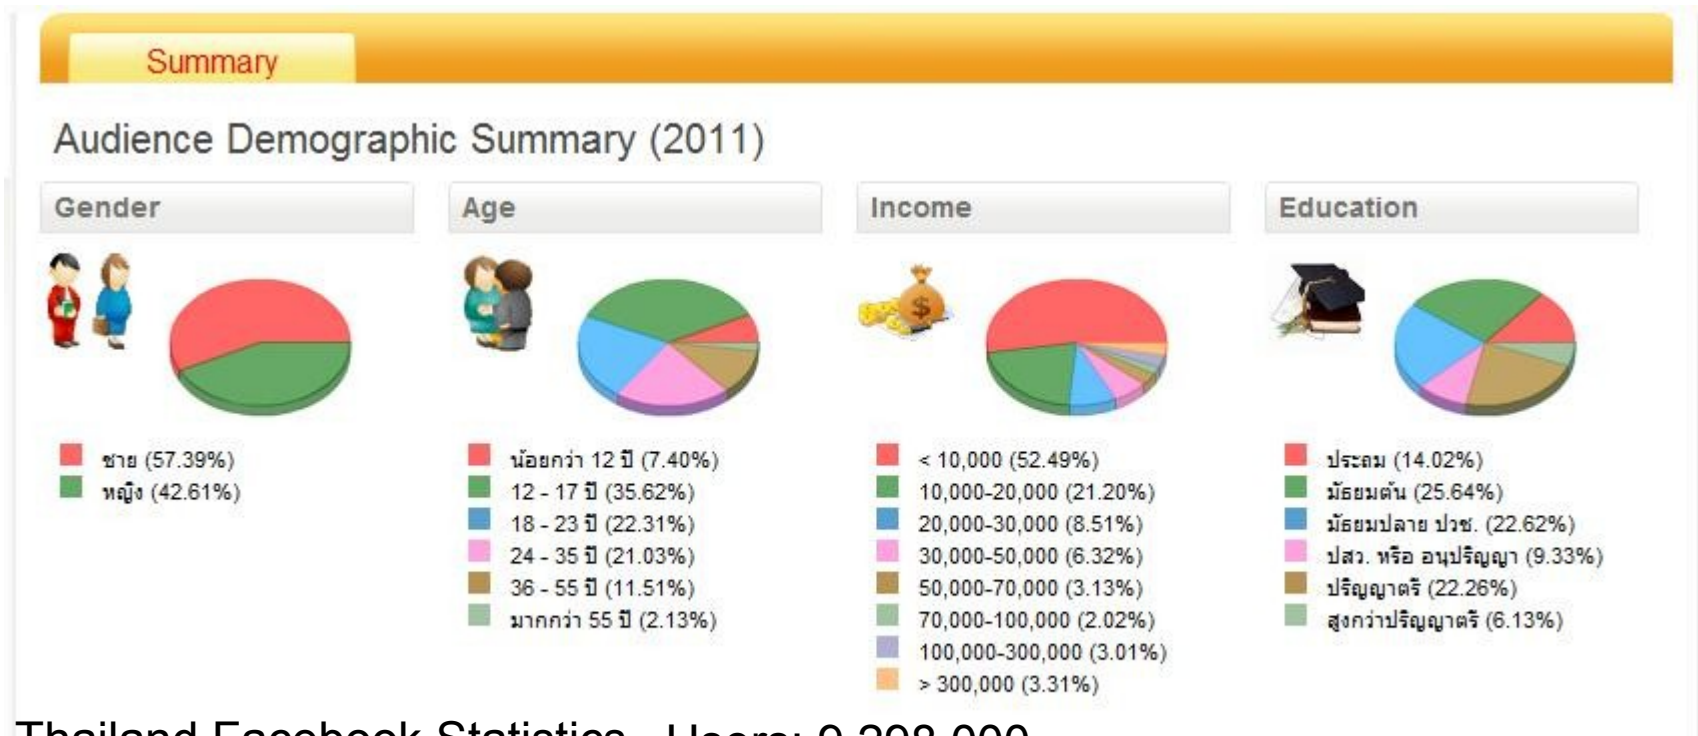 Summary
Audience Demographic Summary (2011)
Gender
ชาย (57.39%)
หญิง (42.61%)
Age
น้อยกว่า 12 ปี (7.40%)
12 - 17 ปี (35.62%)
18 - 23 ปี (22.31%)
24 - 35 ปี (21.03%)
36 - 55 ปี (11.51%)
มากกว่า 55 ปี (2.13%)
Income
< 10,000 (52.49%)
10,000-20,000 (21.20%)
20,000-30,000 (8.51%)
30,000-50,000 (6.32%)
50,000-70,000 (3.13%)
70,000-100,000 (2.02%)
100,000-300,000 (3.01%)
> 300,000 (3.31%)
Education
ประถม (14.02%)
มัธยมต้น (25.64%)
มัธยมปลาย ปวช. (22.62%)
ปสว. หรือ อนุปริญญา (9.33%)
ปริญญาตรี (22.26%)
สูงกว่าปริญญาตรี (6.13%)
Thailand Facebook Statistics Users: 9,298,000